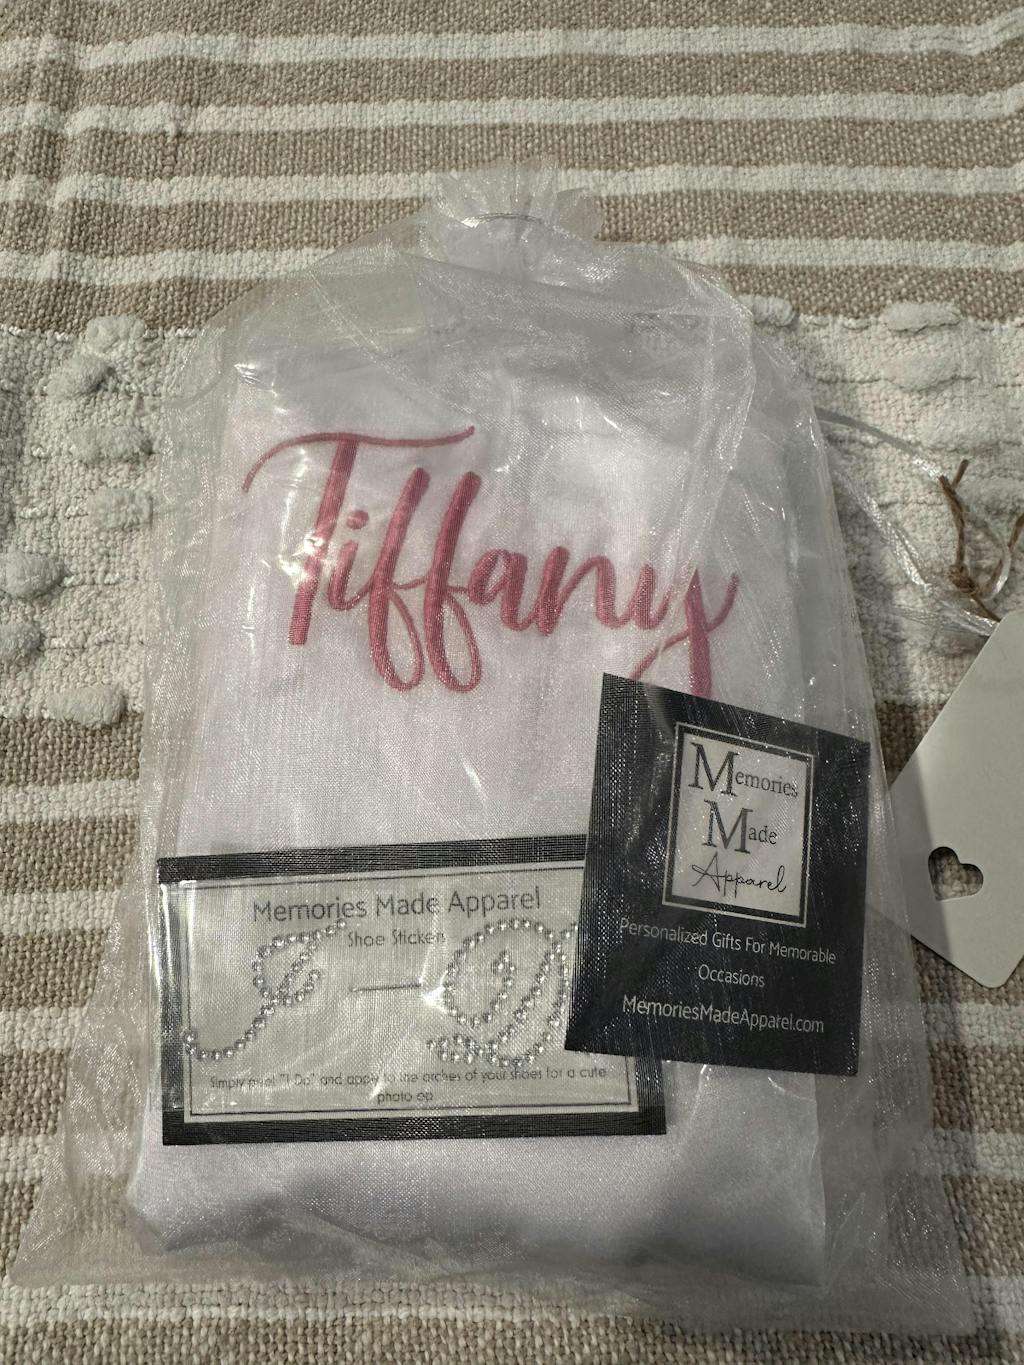 Tiffany
Memories
Made
Apparel
Personalized Gifts For Memorable
Occasions
MemoriesMadeApparel.com
Memories Made Apparel
Shoe Sticker
I Do
Simply peel "I Do" and apply to the arches of your shoes for a cute
photo op